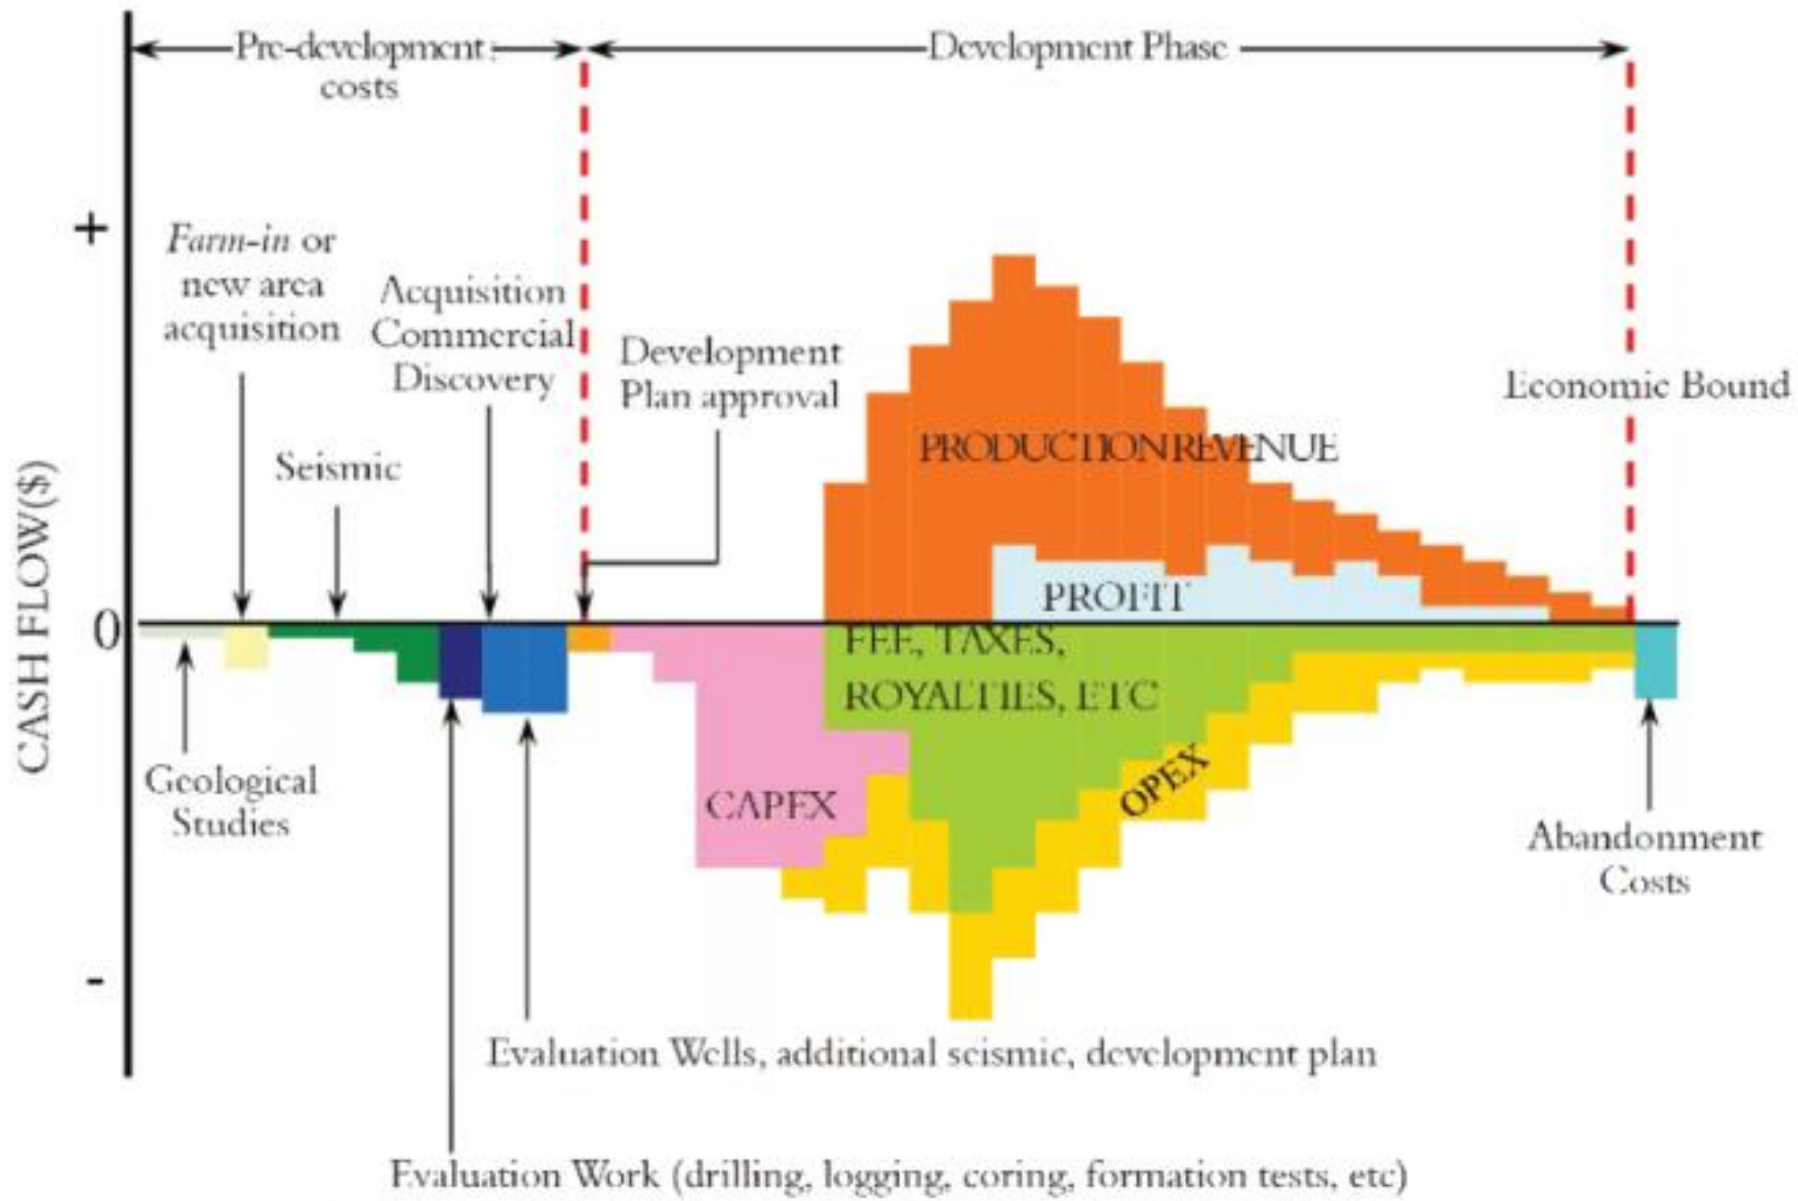 Pre-development
costs
Development Phase
+
Farm-in or
new area
acquisition
Acquisition
Commercial
Discovery
Development
Plan approval
Economic Bound
Seismic
PRODUCTION REVENUE
PROFIT
CASH FLOW($)
0
FEE, TAXES,
ROYALTIES, ETC
Geological
Studies
CAPEX
OPEX
Abandonment
Costs
-
Evaluation Wells, additional seismic, development plan
Evaluation Work (drilling, logging, coring, formation tests, etc)